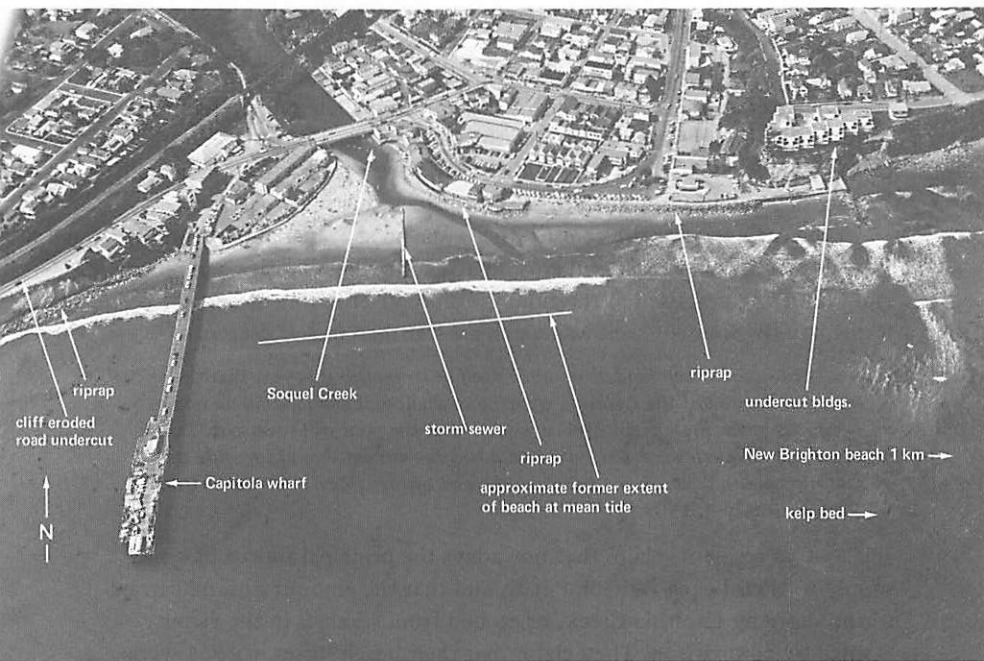 riprap
cliff eroded
road undercut
N
Capitola wharf
Soquel Creek
storm sewer
riprap
approximate former extent
of beach at mean tide
riprap
undercut bldgs.
New Brighton beach 1 km
kelp bed